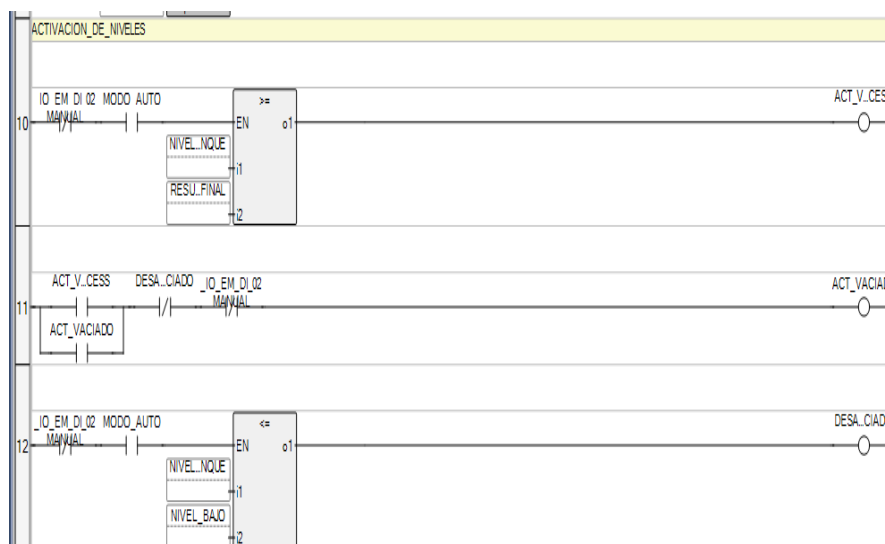 ACTIVACION_DE_NIVELES
_IO_EM_DI_02 MODO_AUTO
MANUAL
>=
ACT_V...CES
10
EN o1
NIVEL...NQUE
i1
RESU...FINAL
i2
ACT_V...CESS DESA...CIADO _IO_EM_DI_02
MANUAL
ACT_VACIAD
11
ACT_VACIADO
_IO_EM_DI_02 MODO_AUTO
MANUAL
<=
DESA...CIAD
12
EN o1
NIVEL...NQUE
i1
NIVEL_BAJO
i2